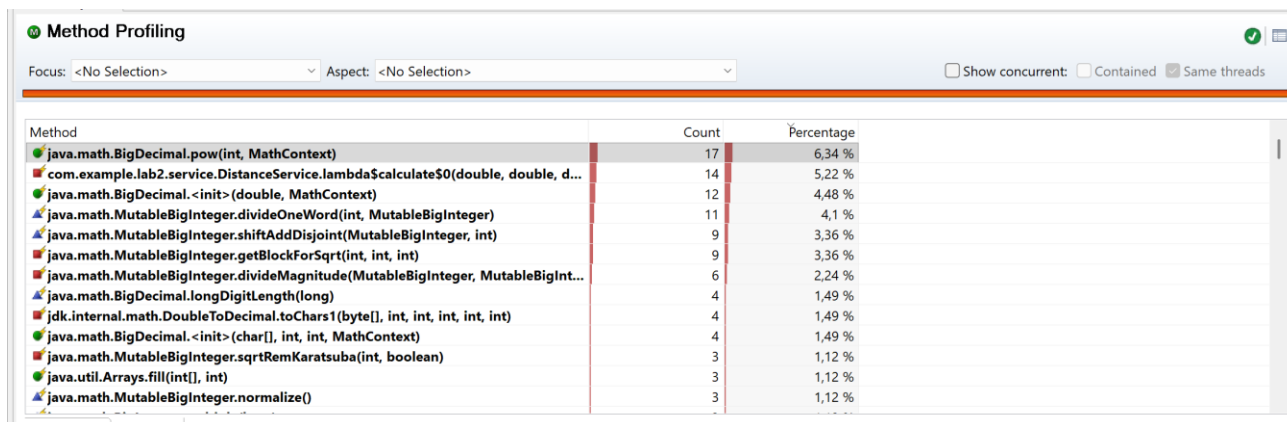 Method Profiling
Focus: <No Selection> Aspect: <No Selection> Show concurrent: Contained Same threads
Method Count Percentage
java.math.BigDecimal.pow(int, MathContext) 17 6,34 %
com.example.lab2.service.DistanceService.lambda$calculate$0(double, double, d... 14 5,22 %
java.math.BigDecimal.<init>(double, MathContext) 12 4,48 %
java.math.MutableBigInteger.divideOneWord(int, MutableBigInteger) 11 4,1 %
java.math.MutableBigInteger.shiftAddDisjoint(MutableBigInteger, int) 9 3,36 %
java.math.MutableBigInteger.getBlockForSqrt(int, int, int) 9 3,36 %
java.math.MutableBigInteger.divideMagnitude(MutableBigInteger, MutableBigInt... 6 2,24 %
java.math.BigDecimal.longDigitLength(long) 4 1,49 %
jdk.internal.math.DoubleToDecimal.toChars1(byte[], int, int, int, int, int) 4 1,49 %
java.math.BigDecimal.<init>(char[], int, int, MathContext) 4 1,49 %
java.math.MutableBigInteger.sqrtRemKaratsuba(int, boolean) 3 1,12 %
java.util.Arrays.fill(int[], int) 3 1,12 %
java.math.MutableBigInteger.normalize() 3 1,12 %